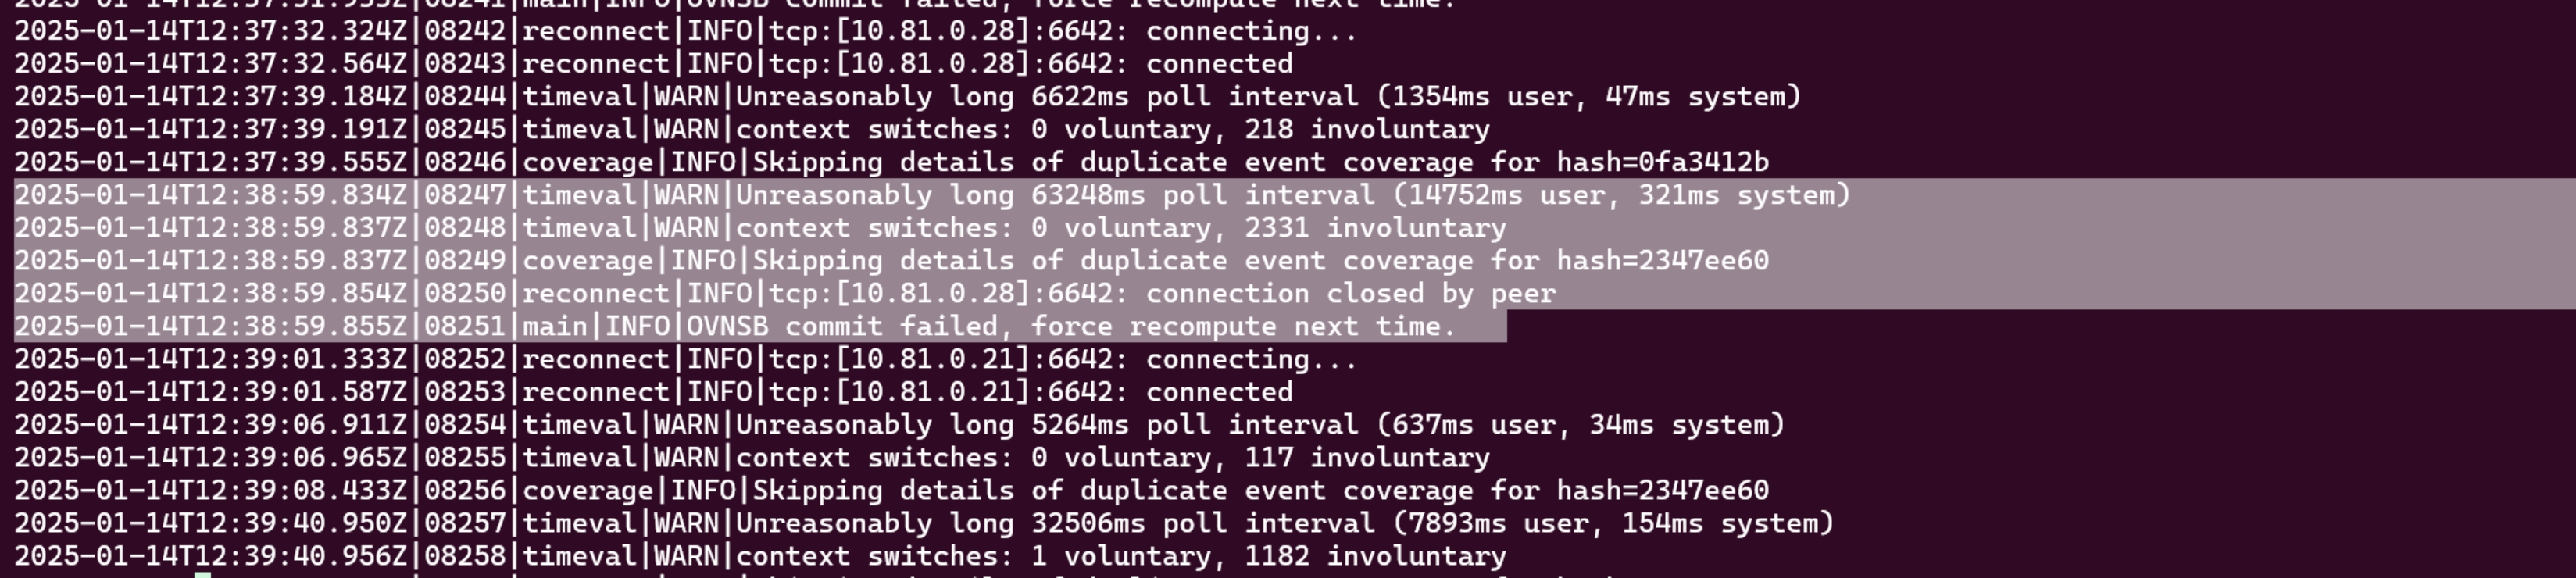 2025-01-14T12:37:31.935Z|08241|main|INFO|OVNSB commit failed, force recompute next time.
2025-01-14T12:37:32.324Z|08242|reconnect|INFO|tcp:[10.81.0.28]:6642: connecting...
2025-01-14T12:37:32.564Z|08243|reconnect|INFO|tcp:[10.81.0.28]:6642: connected
2025-01-14T12:37:39.184Z|08244|timeval|WARN|Unreasonably long 6622ms poll interval (1354ms user, 47ms system)
2025-01-14T12:37:39.191Z|08245|timeval|WARN|context switches: 0 voluntary, 218 involuntary
2025-01-14T12:37:39.555Z|08246|coverage|INFO|Skipping details of duplicate event coverage for hash=0fa3412b
2025-01-14T12:38:59.834Z|08247|timeval|WARN|Unreasonably long 63248ms poll interval (14752ms user, 321ms system)
2025-01-14T12:38:59.837Z|08248|timeval|WARN|context switches: 0 voluntary, 2331 involuntary
2025-01-14T12:38:59.837Z|08249|coverage|INFO|Skipping details of duplicate event coverage for hash=2347ee60
2025-01-14T12:38:59.854Z|08250|reconnect|INFO|tcp:[10.81.0.28]:6642: connection closed by peer
2025-01-14T12:38:59.855Z|08251|main|INFO|OVNSB commit failed, force recompute next time.
2025-01-14T12:39:01.333Z|08252|reconnect|INFO|tcp:[10.81.0.21]:6642: connecting...
2025-01-14T12:39:01.587Z|08253|reconnect|INFO|tcp:[10.81.0.21]:6642: connected
2025-01-14T12:39:06.911Z|08254|timeval|WARN|Unreasonably long 5264ms poll interval (637ms user, 34ms system)
2025-01-14T12:39:06.965Z|08255|timeval|WARN|context switches: 0 voluntary, 117 involuntary
2025-01-14T12:39:08.433Z|08256|coverage|INFO|Skipping details of duplicate event coverage for hash=2347ee60
2025-01-14T12:39:40.950Z|08257|timeval|WARN|Unreasonably long 32506ms poll interval (7893ms user, 154ms system)
2025-01-14T12:39:40.956Z|08258|timeval|WARN|context switches: 1 voluntary, 1182 involuntary